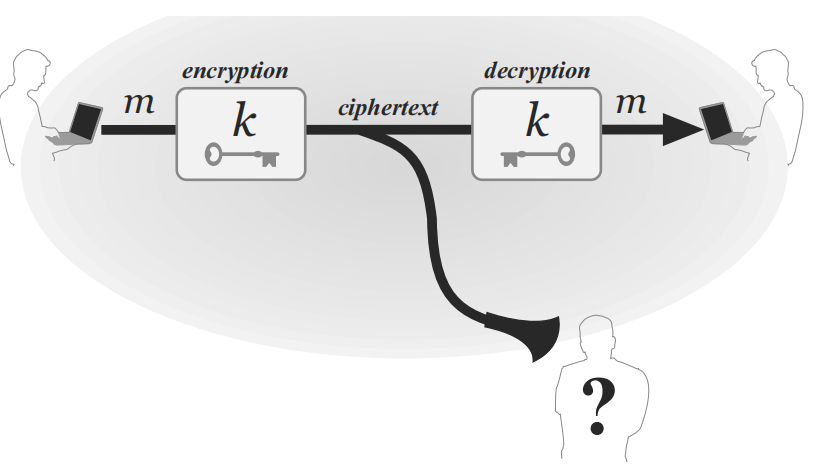 encryption
decryption
m
k
ciphertext
k
m
?